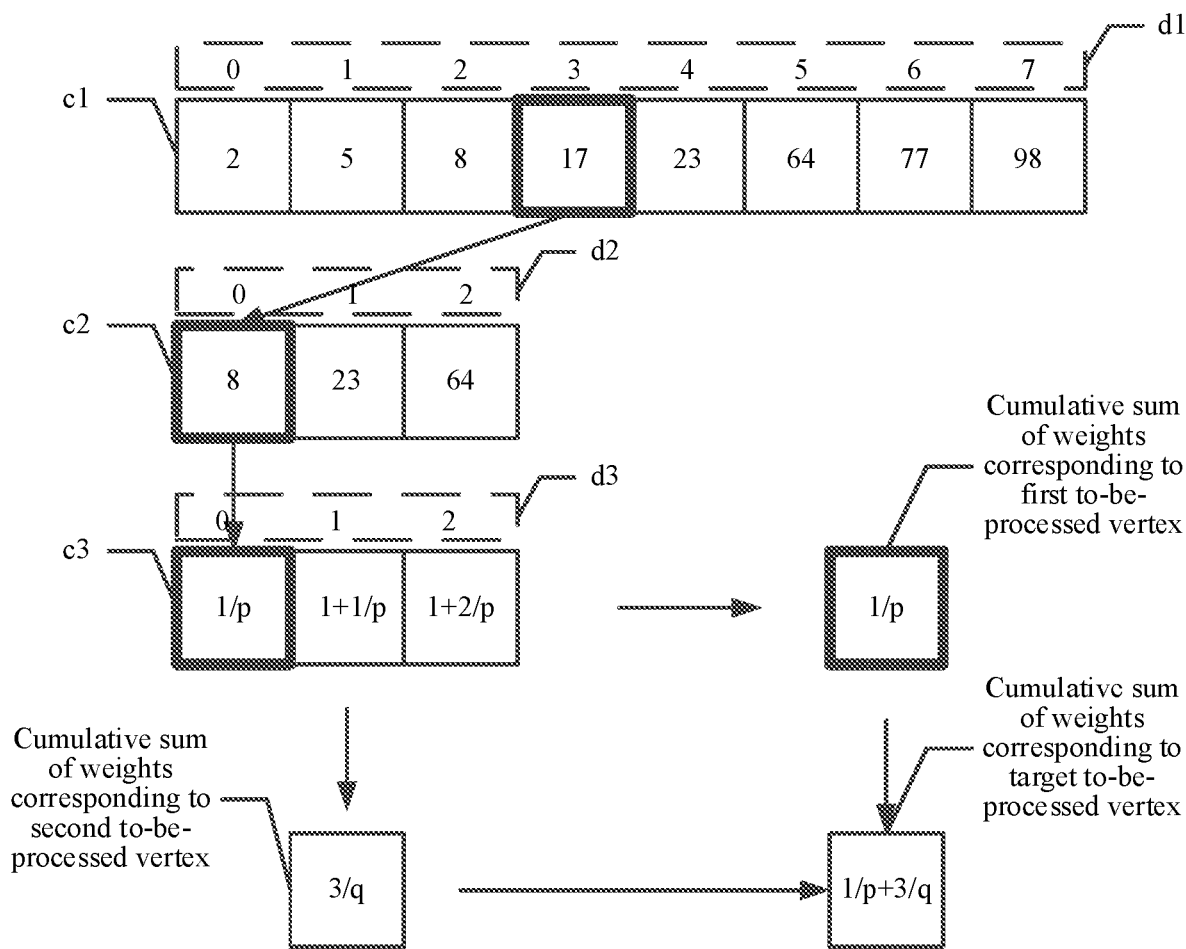 d1
0 1 2 3 4 5 6 7
c1
2 5 8 17 23 64 77 98
d2
0 1 2
c2
8 23 64
Cumulative sum
of weights
corresponding to
first to-be-
processed vertex
d3
0 1 2
c3
1/p 1+1/p 1+2/p
1/p
Cumulative sum
of weights
corresponding to
target to-be-
processed vertex
Cumulative sum
of weights
corresponding to
second to-be-
processed vertex
3/q
1/p+3/q